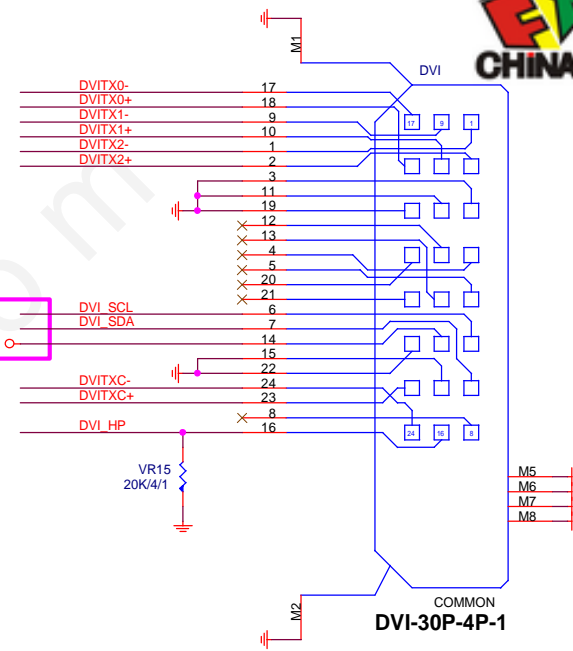 CHINA
M1
DVI
DVITX0- 17
DVITX0+ 18
DVITX1- 9
DVITX1+ 10
DVITX2- 1
DVITX2+ 2
3
11
19
12
13
4
5
20
21
DVI_SCL 6
DVI_SDA 7
14
15
22
DVITXC- 24
DVITXC+ 23
8
DVI_HP 16
17 9 1
24 16 8
VR15
20K/4/1
M5
M6
M7
M8
M2
COMMON
DVI-30P-4P-1